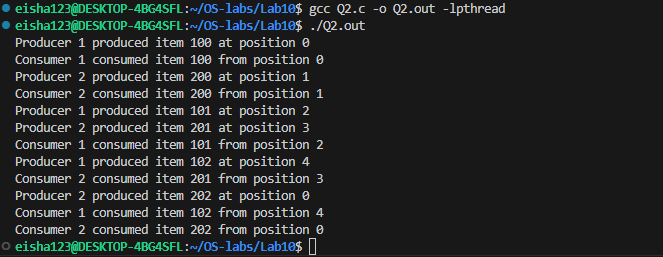 eisha123@DESKTOP-4BG4SFL:~/OS-labs/Lab10$ gcc Q2.c -o Q2.out -lpthread
eisha123@DESKTOP-4BG4SFL:~/OS-labs/Lab10$ ./Q2.out
Producer 1 produced item 100 at position 0
Consumer 1 consumed item 100 from position 0
Producer 2 produced item 200 at position 1
Consumer 2 consumed item 200 from position 1
Producer 1 produced item 101 at position 2
Producer 2 produced item 201 at position 3
Consumer 1 consumed item 101 from position 2
Producer 1 produced item 102 at position 4
Consumer 2 consumed item 201 from position 3
Producer 2 produced item 202 at position 0
Consumer 1 consumed item 102 from position 4
Consumer 2 consumed item 202 from position 0
eisha123@DESKTOP-4BG4SFL:~/OS-labs/Lab10$